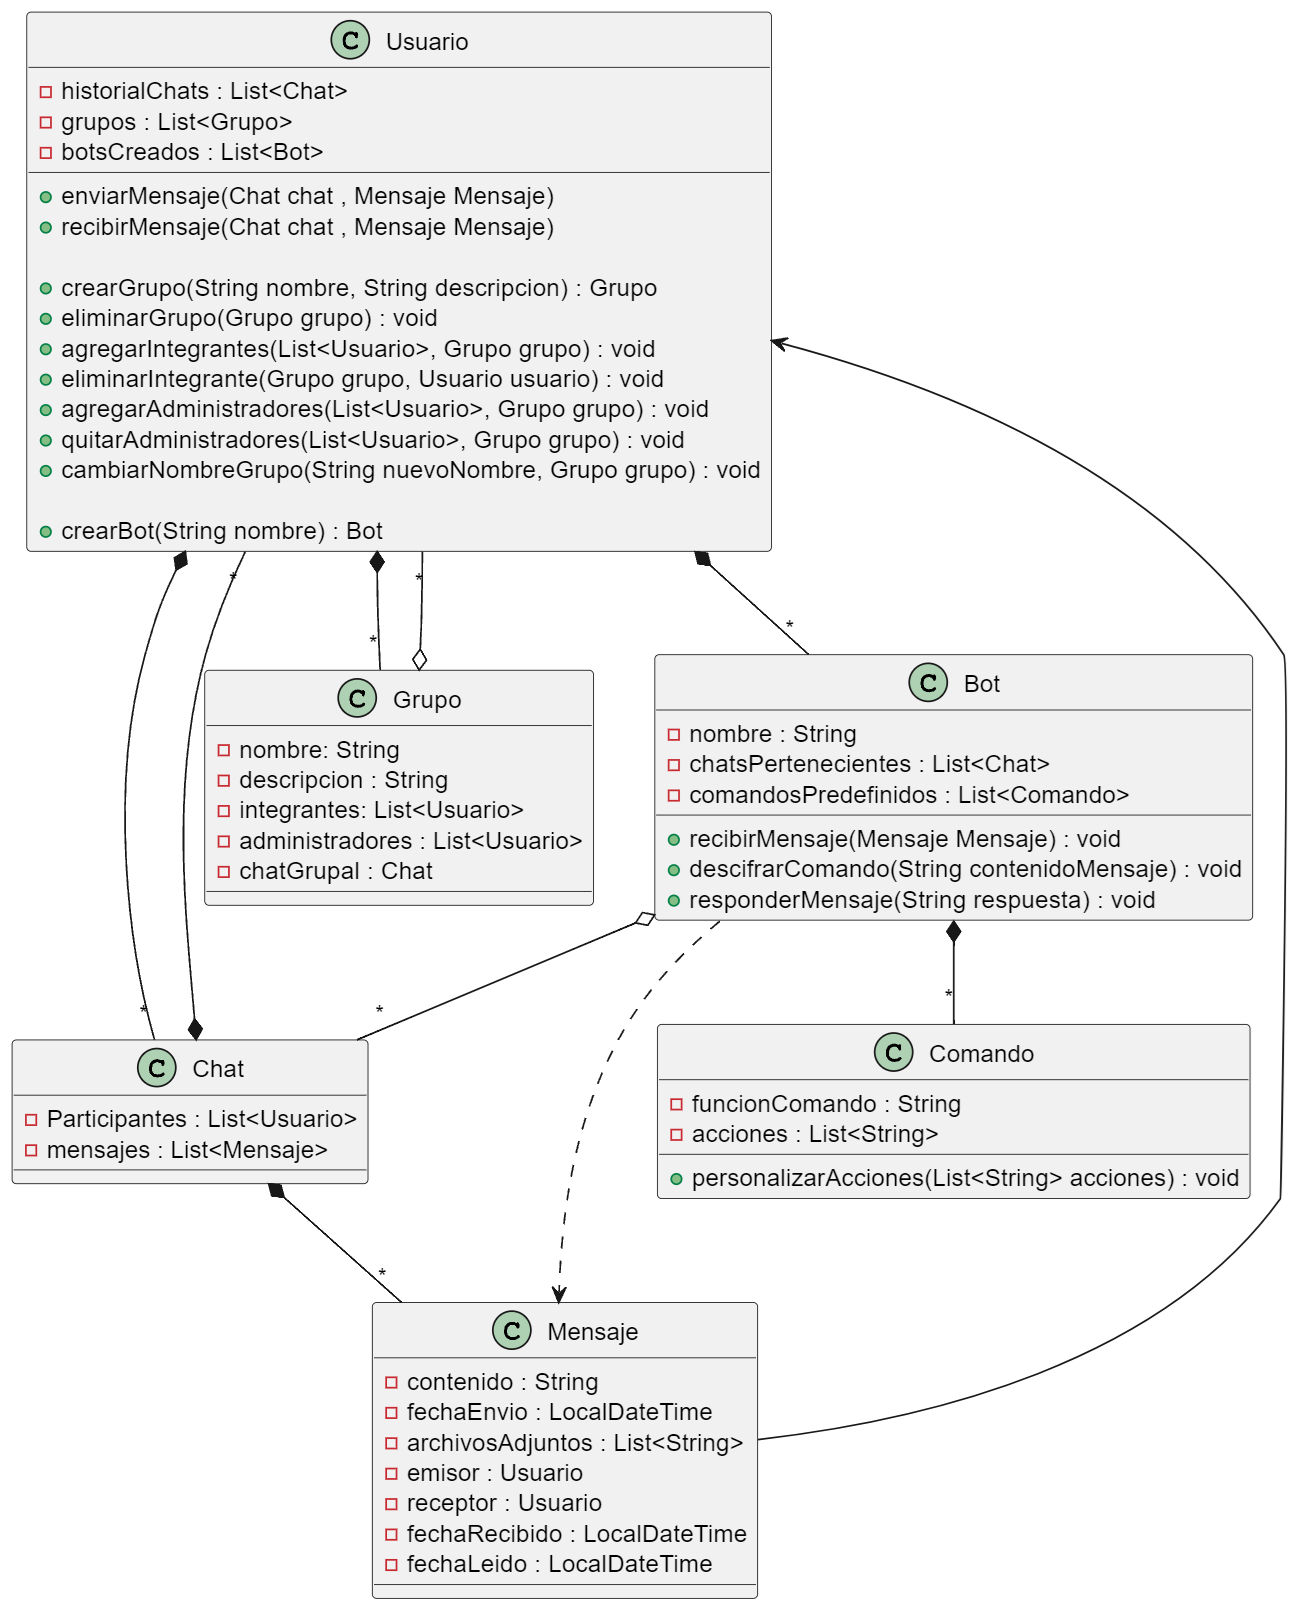 C Usuario
historialChats : List<Chat>
grupos : List<Grupo>
botsCreados : List<Bot>
enviarMensaje(Chat chat , Mensaje Mensaje)
recibirMensaje(Chat chat , Mensaje Mensaje)
crearGrupo(String nombre, String descripcion) : Grupo
eliminarGrupo(Grupo grupo) : void
agregarIntegrantes(List<Usuario>, Grupo grupo) : void
eliminarIntegrante(Grupo grupo, Usuario usuario) : void
agregarAdministradores(List<Usuario>, Grupo grupo) : void
quitarAdministradores(List<Usuario>, Grupo grupo) : void
cambiarNombreGrupo(String nuevoNombre, Grupo grupo) : void
crearBot(String nombre) : Bot
*
*
*
*
C Grupo
nombre: String
descripcion : String
integrantes: List<Usuario>
administradores : List<Usuario>
chatGrupal : Chat
C Bot
nombre : String
chatsPertenecientes : List<Chat>
comandosPredefinidos : List<Comando>
recibirMensaje(Mensaje Mensaje) : void
descifrarComando(String contenidoMensaje) : void
responderMensaje(String respuesta) : void
*
*
*
C Chat
Participantes : List<Usuario>
mensajes : List<Mensaje>
C Comando
funcionComando : String
acciones : List<String>
personalizarAcciones(List<String> acciones) : void
*
C Mensaje
contenido : String
fechaEnvio : LocalDateTime
archivosAdjuntos : List<String>
emisor : Usuario
receptor : Usuario
fechaRecibido : LocalDateTime
fechaLeido : LocalDateTime